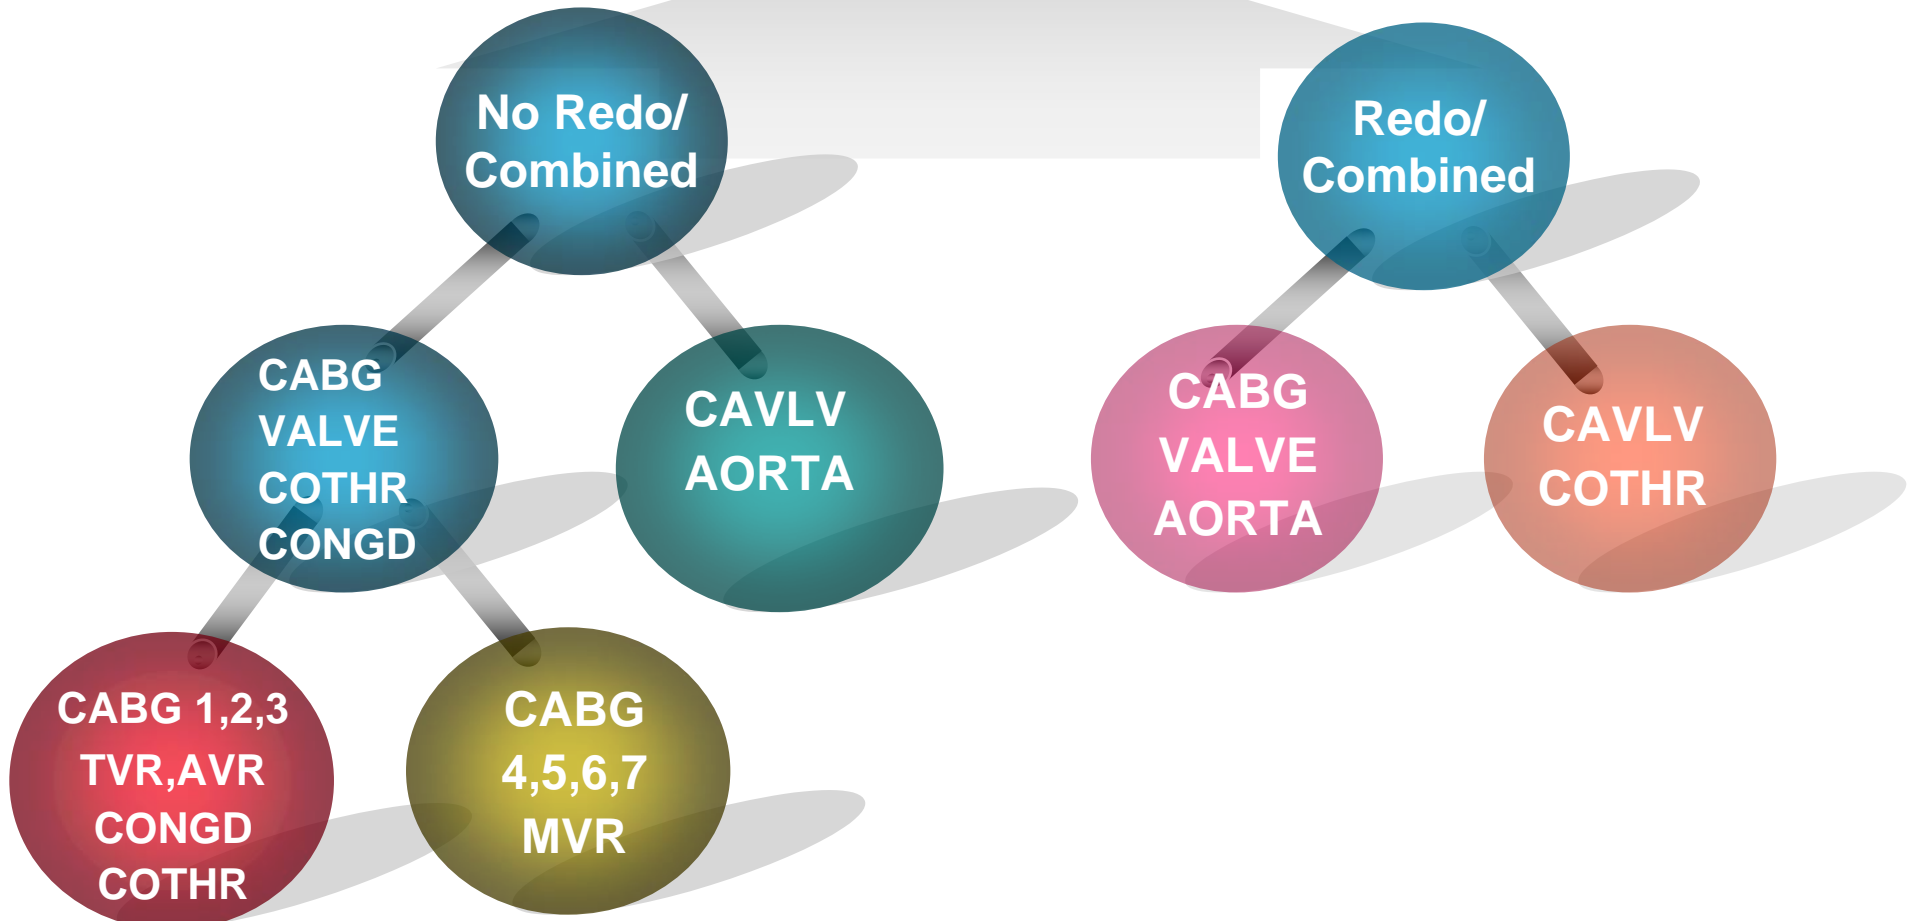 No Redo/
Combined
Redo/
Combined
CABG
VALVE
COTHR
CONGD
CAVLV
AORTA
CABG
VALVE
AORTA
CAVLV
COTHR
CABG 1,2,3
TVR,AVR
CONGD
COTHR
CABG
4,5,6,7
MVR